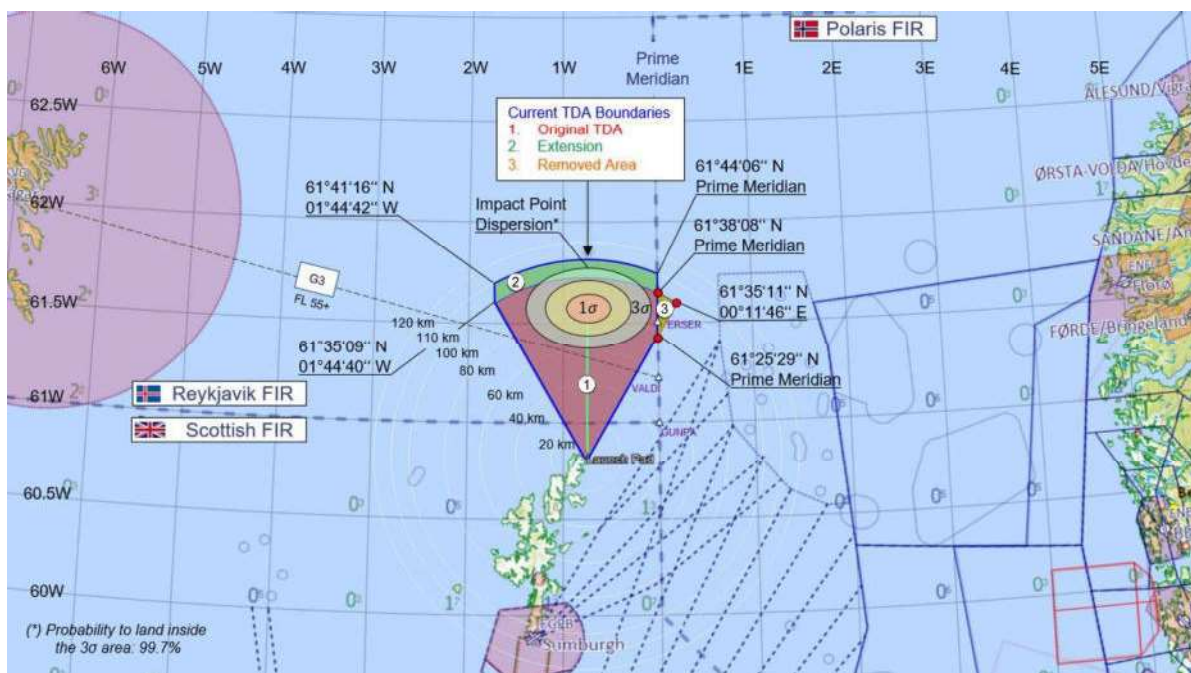 Polaris FIR
6W
5W
4W
3W
2W
1W
Prime
Meridian
1E
2E
3E
4E
5E
62.5W
62W
61.5W
61W
60.5W
60W
Current TDA Boundaries
1. Original TDA
2. Extension
3. Removed Area
61°41'16" N
01°44'42" W
Impact Point
Dispersion*
61°44'06" N
Prime Meridian
61°38'08" N
Prime Meridian
61°35'11" N
00°11'46" E
61°25'29" N
Prime Meridian
61°35'09" N
01°44'40" W
G3
FL 55+
2
1σ
3σ
3
1
120 km
110 km
100 km
80 km
60 km
40 km
20 km
ERSER
VALDI
GUNPA
Launch Pad
Reykjavik FIR
Scottish FIR
ÅLESUND/Vigra
ØRSTA-VOLDA/Hovde
SANDANE/An
Florø
FØRDE/Bringeland
Sumburgh
(*) Probability to land inside
the 3σ area: 99.7%